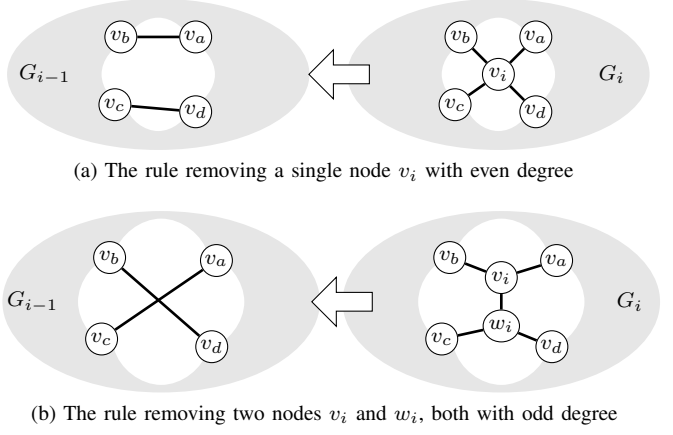 v_b v_a v_b v_a
G_{i−1} v_i G_i
v_c v_d v_c v_d
(a) The rule removing a single node v_i with even degree
v_b v_a v_b v_a
v_i
G_{i−1} G_i
w_i
v_c v_d v_c v_d
(b) The rule removing two nodes v_i and w_i, both with odd degree